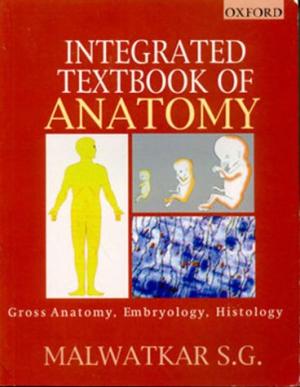 OXFORD
INTEGRATED
TEXTBOOK OF
ANATOMY
Gross Anatomy, Embryology, Histology
MALWATKAR S.G.